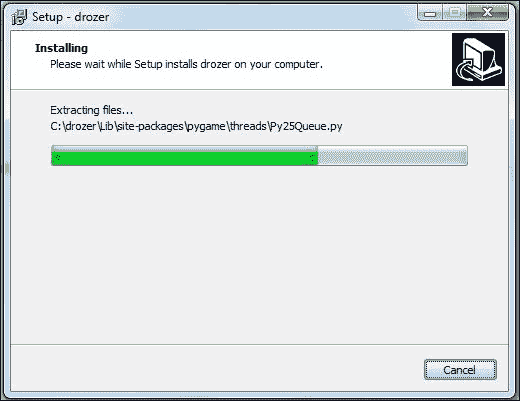 Setup - drozer
Installing
Please wait while Setup installs drozer on your computer.
Extracting files...
C:\drozer\Lib\site-packages\pygame\threads\Py25Queue.py
Cancel